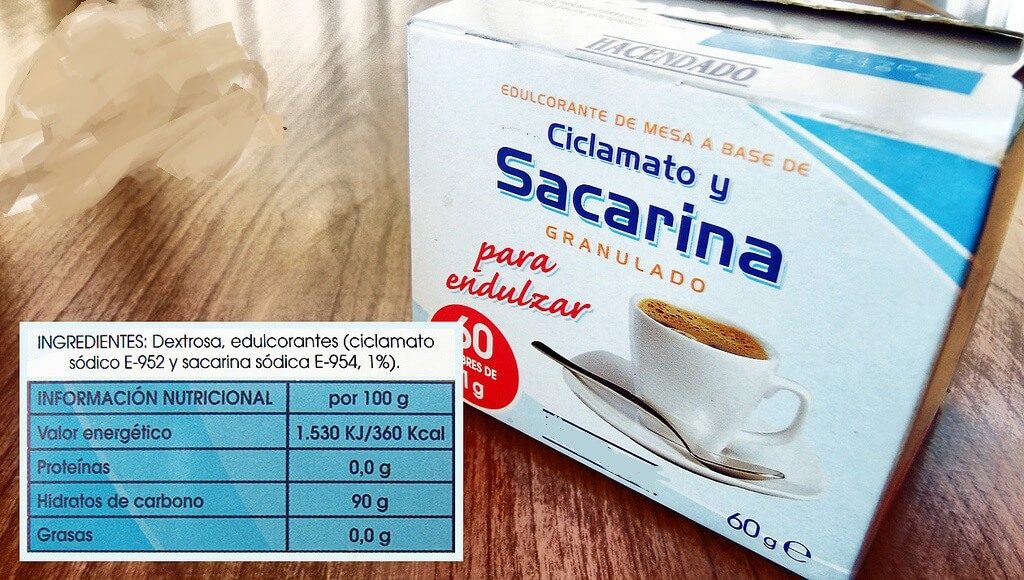 HACENDADO
EDULCORANTE DE MESA A BASE DE
Ciclamato y
Sacarina
GRANULADO
para
endulzar
60
BRES DE
1g
60g e
INGREDIENTES: Dextrosa, edulcorantes (ciclamato
sódico E-952 y sacarina sódica E-954, 1%).
INFORMACIÓN NUTRICIONAL por 100 g
Valor energético 1.530 KJ/360 Kcal
Proteínas 0,0 g
Hidratos de carbono 90 g
Grasas 0,0 g